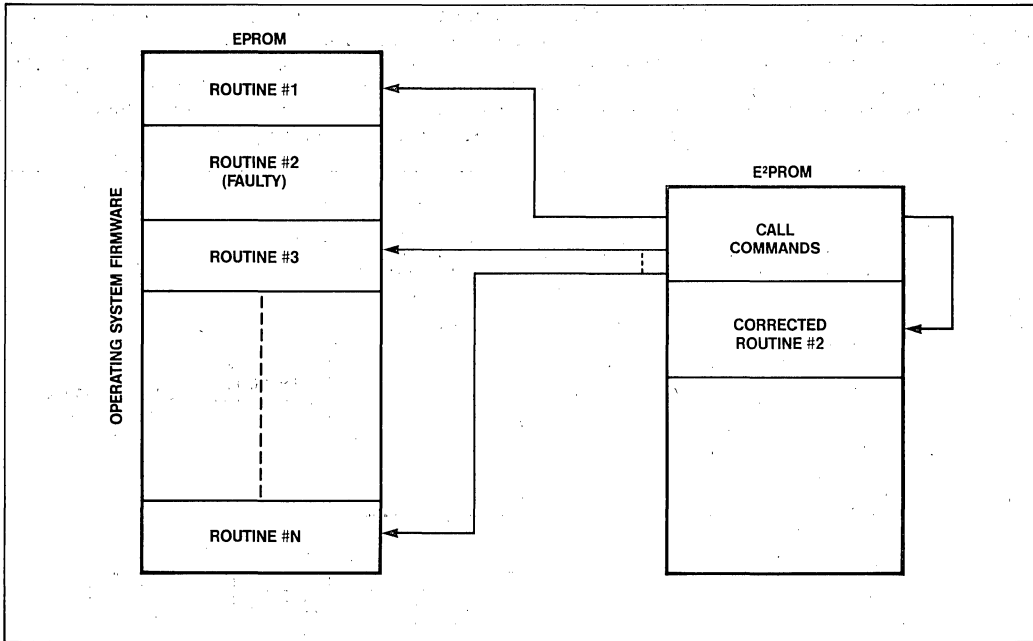 EPROM
ROUTINE #1
ROUTINE #2
(FAULTY)
ROUTINE #3
ROUTINE #N
OPERATING SYSTEM FIRMWARE
E²PROM
CALL
COMMANDS
CORRECTED
ROUTINE #2